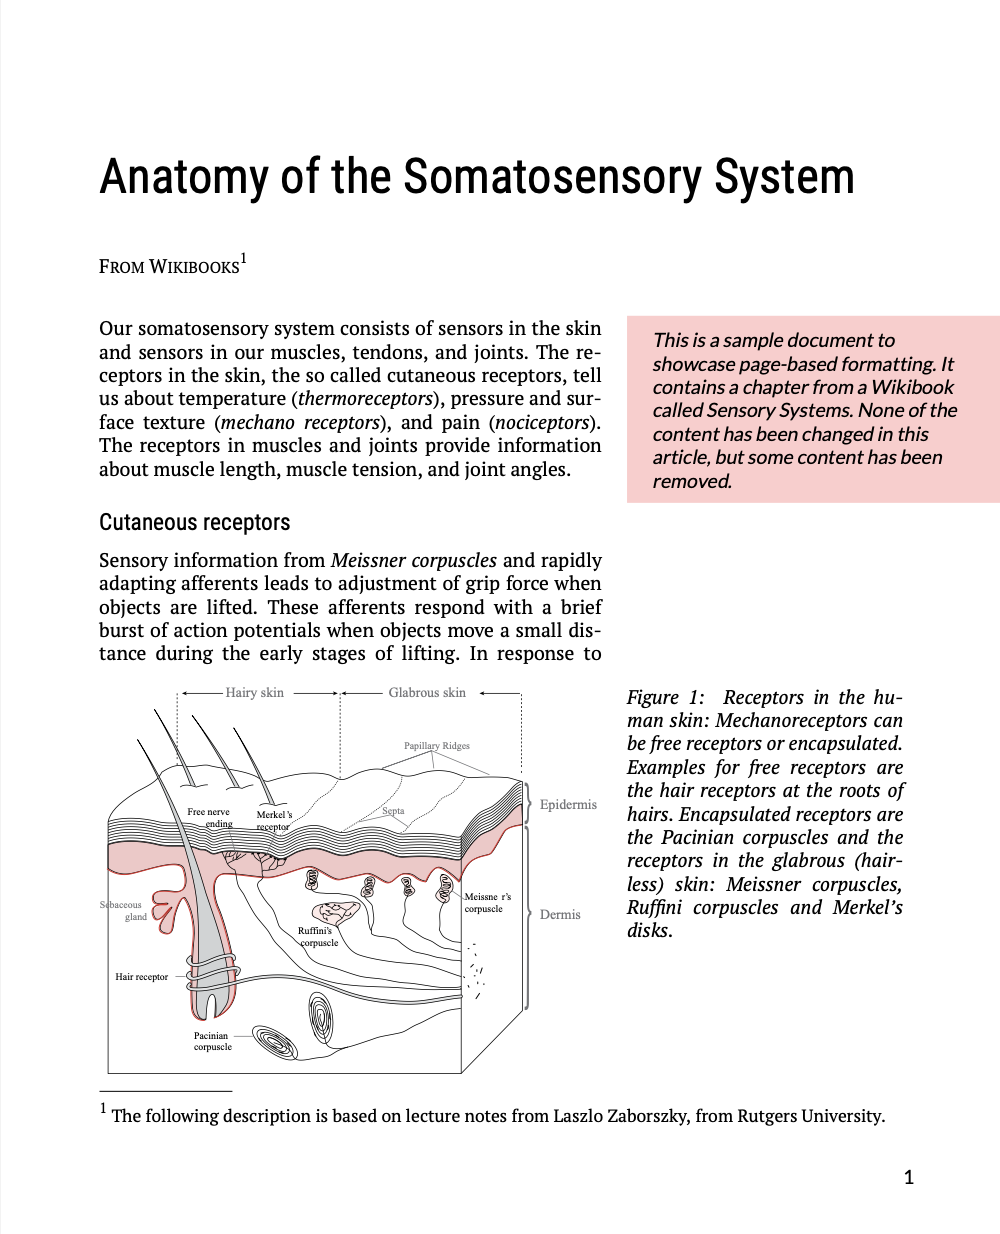 Anatomy of the Somatosensory System
FROM WIKIBOOKS1
Our somatosensory system consists of sensors in the skin
and sensors in our muscles, tendons, and joints. The re-
ceptors in the skin, the so called cutaneous receptors, tell
us about temperature (thermoreceptors), pressure and sur-
face texture (mechano receptors), and pain (nociceptors).
The receptors in muscles and joints provide information
about muscle length, muscle tension, and joint angles.
This is a sample document to
showcase page-based formatting. It
contains a chapter from a Wikibook
called Sensory Systems. None of the
content has been changed in this
article, but some content has been
removed.
Cutaneous receptors
Sensory information from Meissner corpuscles and rapidly
adapting afferents leads to adjustment of grip force when
objects are lifted. These afferents respond with a brief
burst of action potentials when objects move a small dis-
tance during the early stages of lifting. In response to
Hairy skin
Glabrous skin
Papillary Ridges
Free nerve
ending
Merkel's
receptor
Septa
Epidermis
Sebaceous
gland
Meissne r's
corpuscle
Ruffini's
corpuscle
Dermis
Hair receptor
Pacinian
corpuscle
Figure 1: Receptors in the hu-
man skin: Mechanoreceptors can
be free receptors or encapsulated.
Examples for free receptors are
the hair receptors at the roots of
hairs. Encapsulated receptors are
the Pacinian corpuscles and the
receptors in the glabrous (hair-
less) skin: Meissner corpuscles,
Ruffini corpuscles and Merkel's
disks.
1 The following description is based on lecture notes from Laszlo Zaborszky, from Rutgers University.
1